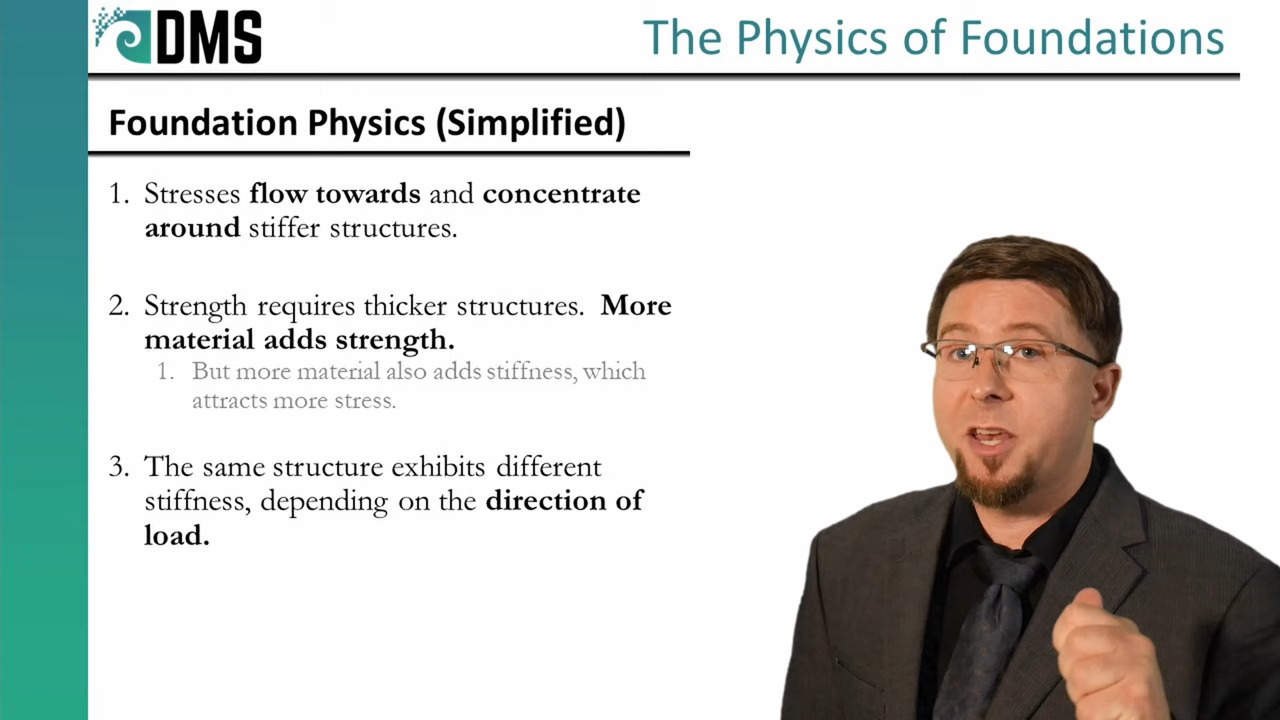 DMS
The Physics of Foundations
Foundation Physics (Simplified)
1. Stresses flow towards and concentrate
around stiffer structures.
2. Strength requires thicker structures. More
material adds strength.
1. But more material also adds stiffness, which
attracts more stress.
3. The same structure exhibits different
stiffness, depending on the direction of
load.